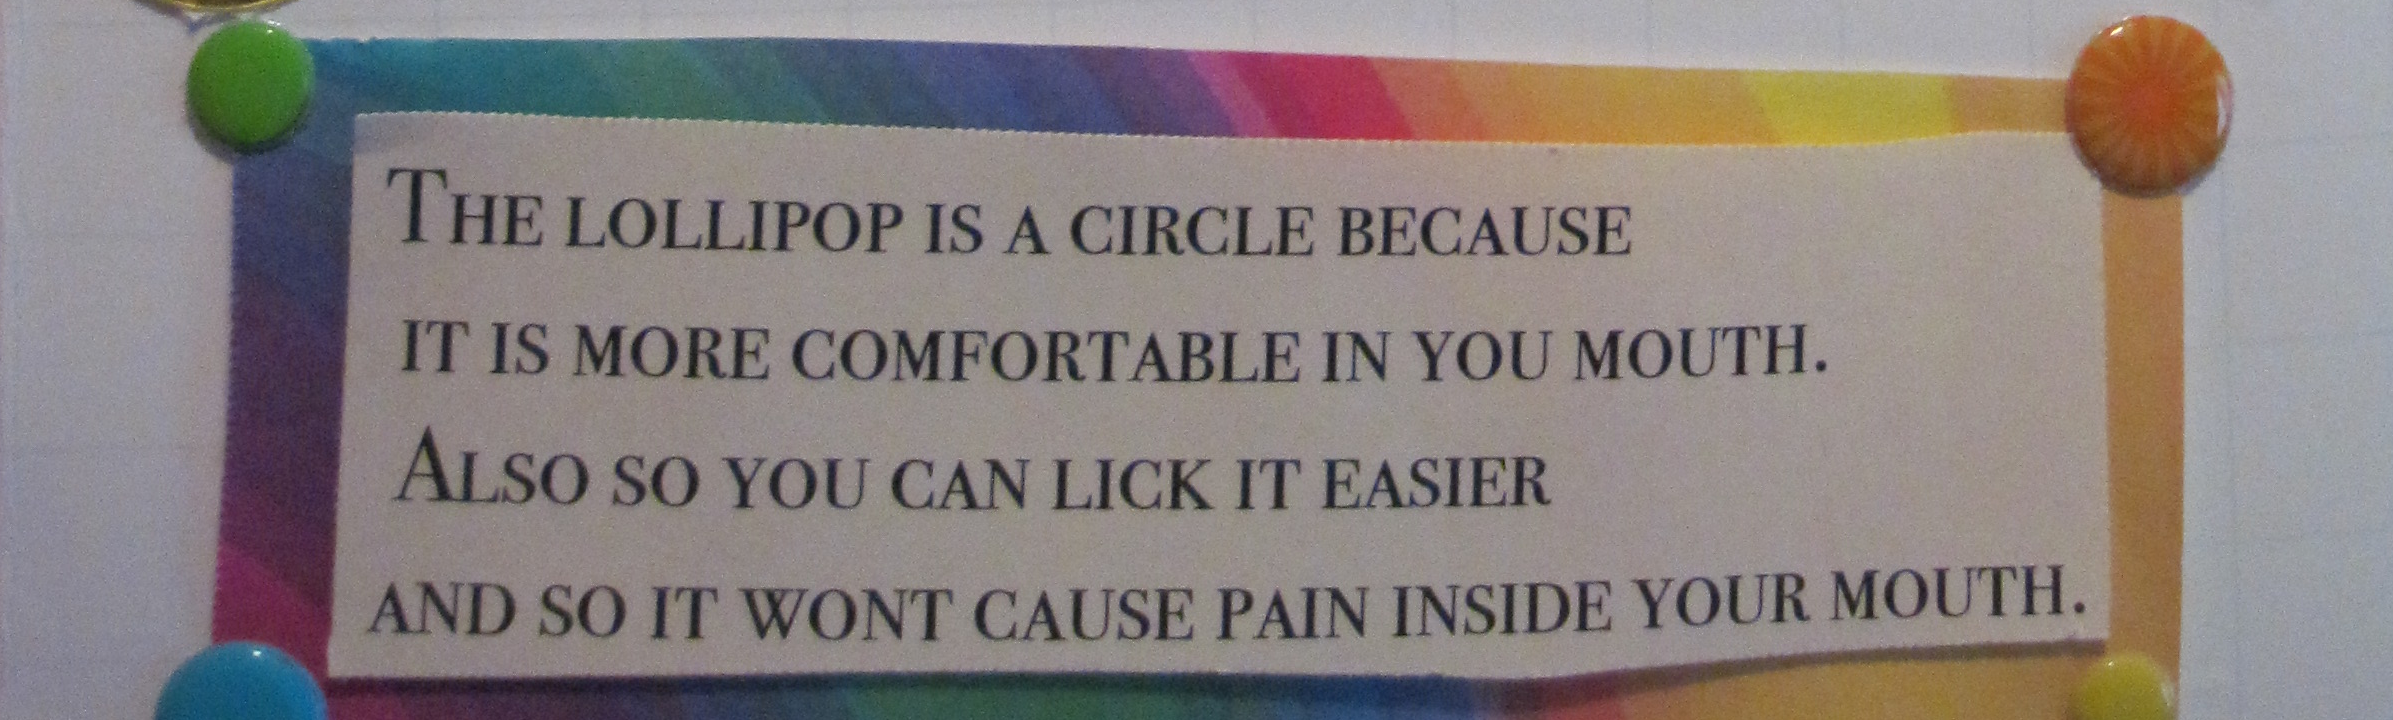 The lollipop is a circle because
it is more comfortable in you mouth.
Also so you can lick it easier
and so it wont cause pain inside your mouth.